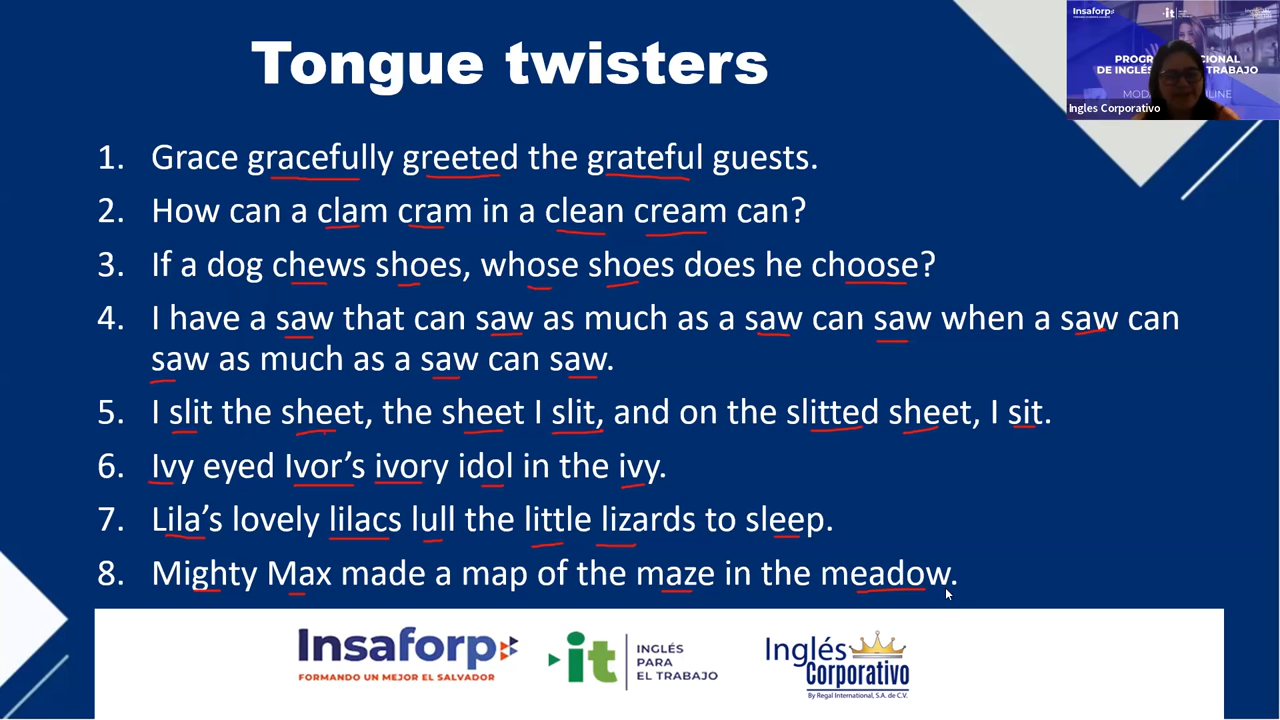 Tongue twisters
1. Grace gracefully greeted the grateful guests.
2. How can a clam cram in a clean cream can?
3. If a dog chews shoes, whose shoes does he choose?
4. I have a saw that can saw as much as a saw can saw when a saw can
saw as much as a saw can saw.
5. I slit the sheet, the sheet I slit, and on the slitted sheet, I sit.
6. Ivy eyed Ivor’s ivory idol in the ivy.
7. Lila’s lovely lilacs lull the little lizards to sleep.
8. Mighty Max made a map of the maze in the meadow.
Insaforp
FORMANDO UN MEJOR EL SALVADOR
it
INGLÉS
PARA
EL TRABAJO
Inglés
Corporativo
By Regal International, S.A. de C.V.
Insaforp
it
Ingles Corporativo